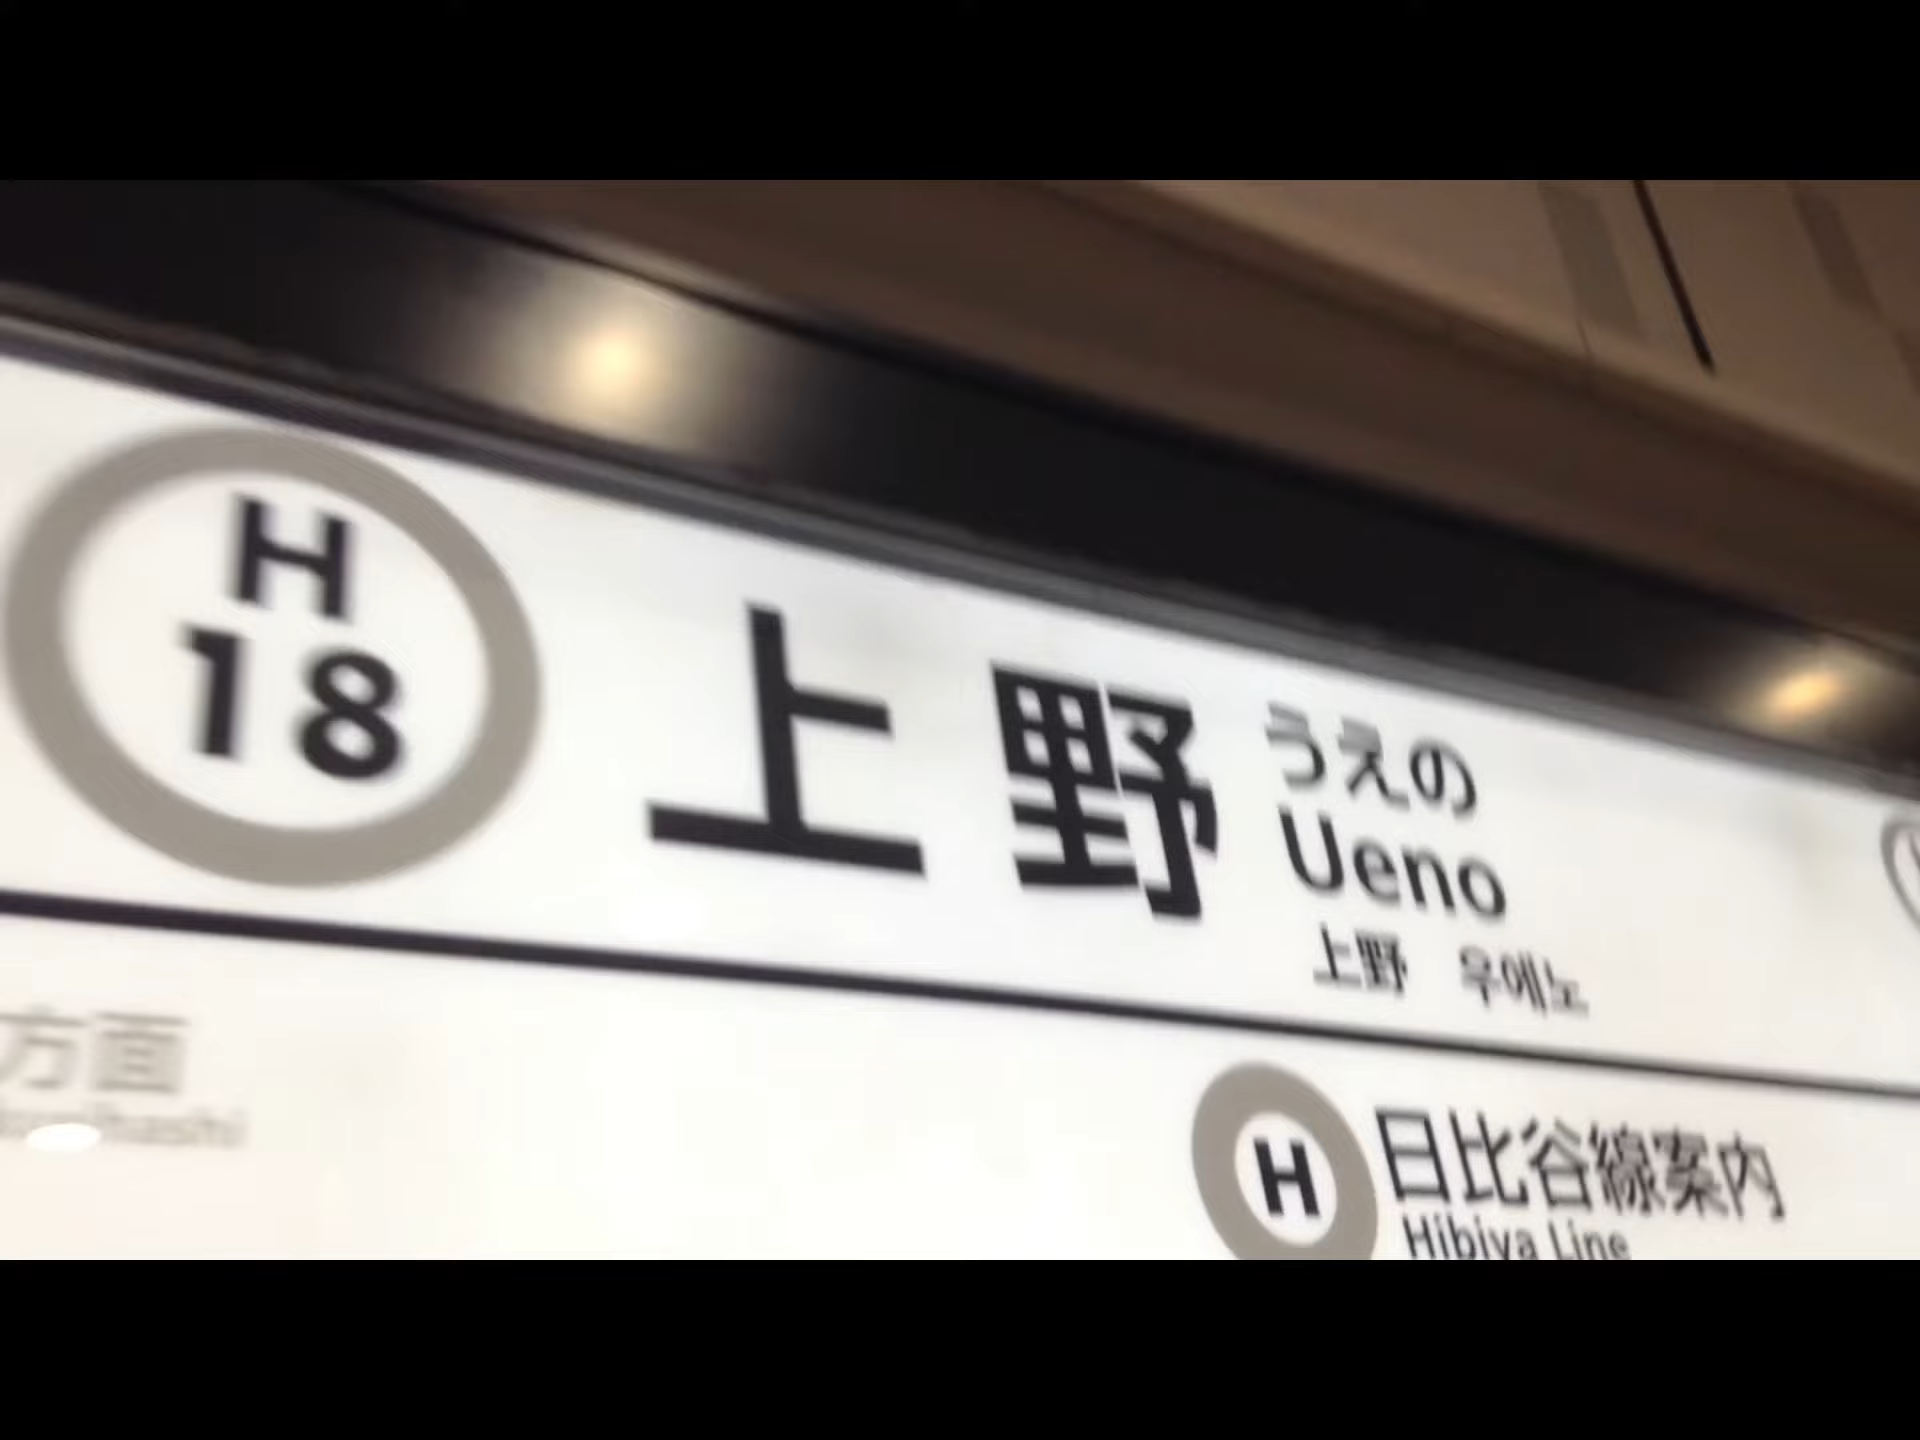 H
18
上野
うえの
Ueno
上野 우에노
方面
H
日比谷線案内
Hibiya Line